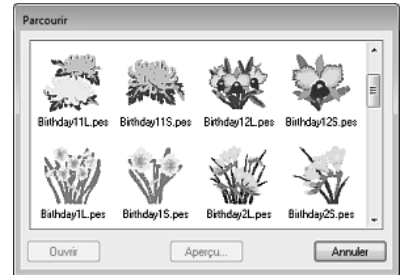 Parcourir
Birthday11L.pes Birthday11S.pes Birthday12L.pes Birthday12S.pes
Birthday1L.pes Birthday1S.pes Birthday2L.pes Birthday2S.pes
Ouvrir Aperçu... Annuler